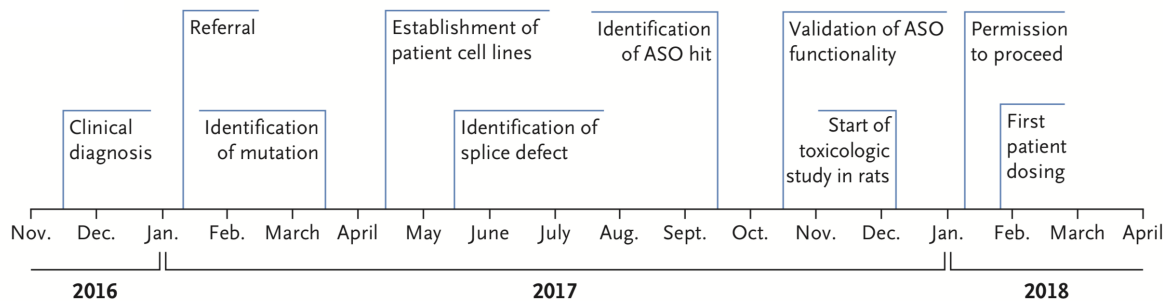 Referral
Establishment of
patient cell lines
Identification
of ASO hit
Validation of ASO
functionality
Permission
to proceed
Clinical
diagnosis
Identification
of mutation
Identification of
splice defect
Start of
toxicologic
study in rats
First
patient
dosing
Nov. Dec. Jan. Feb. March April May June July Aug. Sept. Oct. Nov. Dec. Jan. Feb. March April
2016 2017 2018